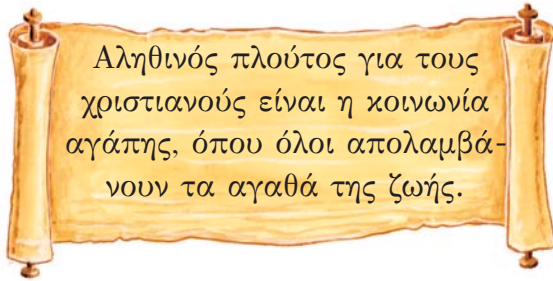 Αληθινός πλούτος για τους
χριστιανούς είναι η κοινωνία
αγάπης, όπου όλοι απολαμβά-
νουν τα αγαθά της ζωής.